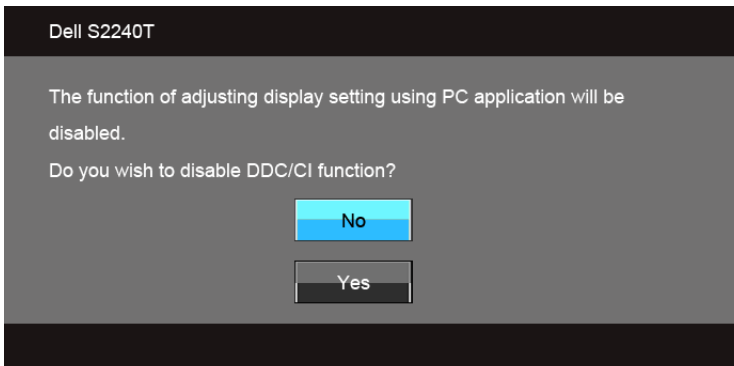 Dell S2240T
The function of adjusting display setting using PC application will be
disabled.
Do you wish to disable DDC/CI function?
No
Yes